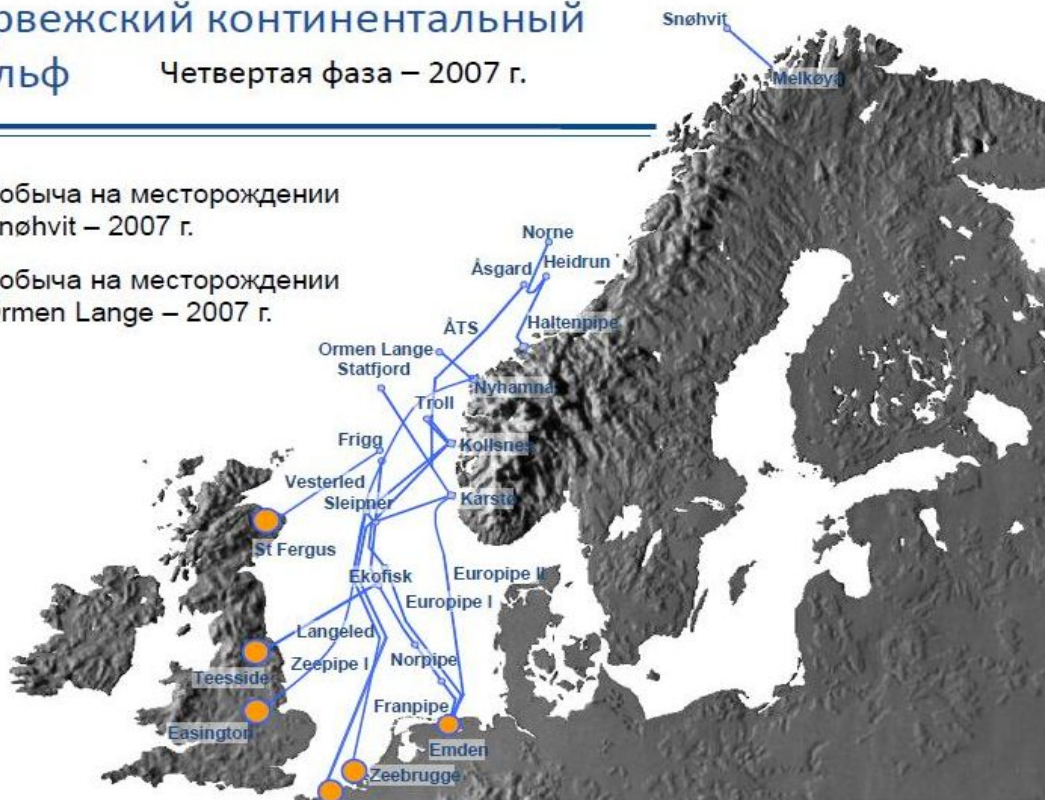 рвежский континентальный
льф Четвертая фаза – 2007 г.
обыча на месторождении
nøhvit – 2007 г.
обыча на месторождении
rmen Lange – 2007 г.
Snøhvit
Melkøya
Norne
Åsgard
Heidrun
ÅTS
Haltenpipe
Ormen Lange
Statfjord
Nyhamna
Troll
Frigg
Kollsnes
Vesterled
Sleipner
Kårstø
St Fergus
Ekofisk
Europipe II
Europipe I
Langeled
Zeepipe I
Norpipe
Teesside
Franpipe
Easington
Emden
Zeebrugge